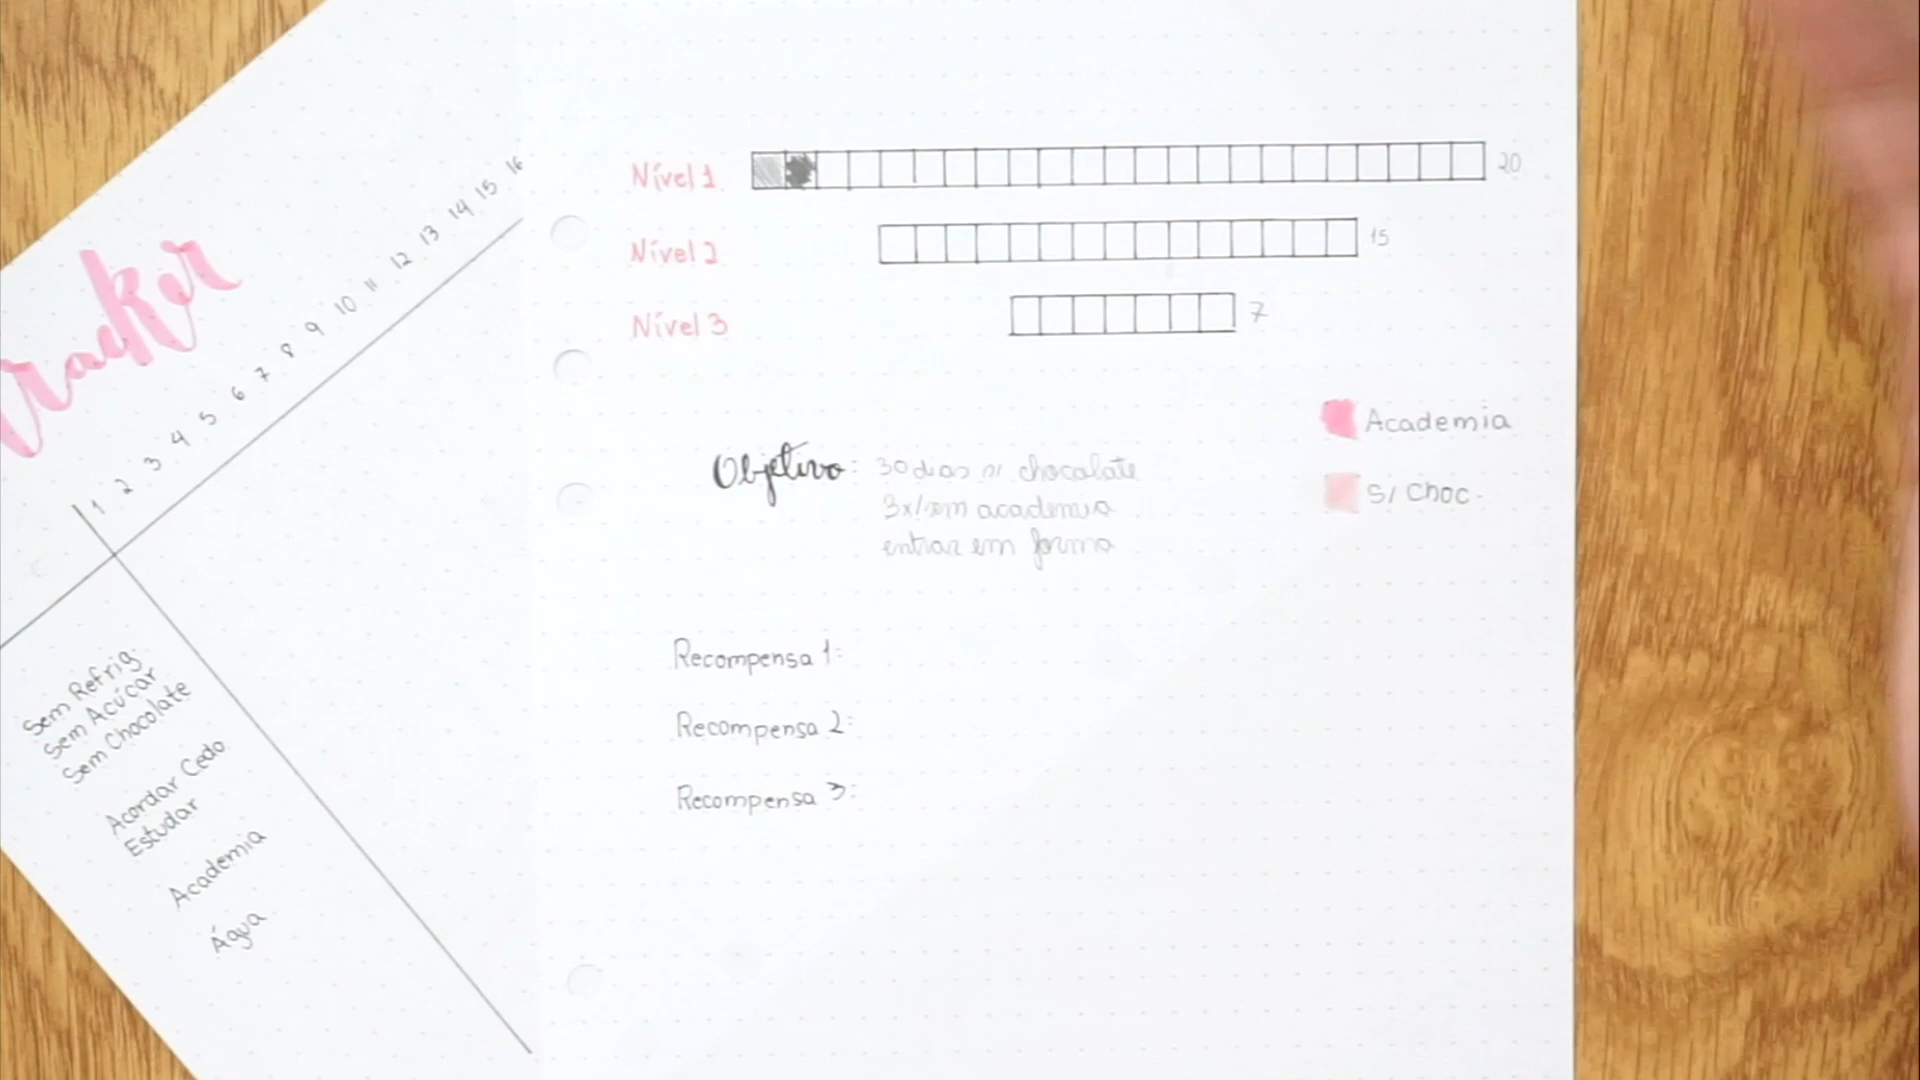 racker
1 2 3 4 5 6 7 8 9 10 11 12 13 14 15 16
Sem Refrig
Sem Açúcar
Sem Chocolate
Acordar Cedo
Estudar
Academia
Água
Nível 1 20
Nível 2 15
Nível 3 7
Academia
S/ Choc.
Objetivo: 30 dias s/ chocolate
3x/sem academia
entrar em forma
Recompensa 1:
Recompensa 2:
Recompensa 3: